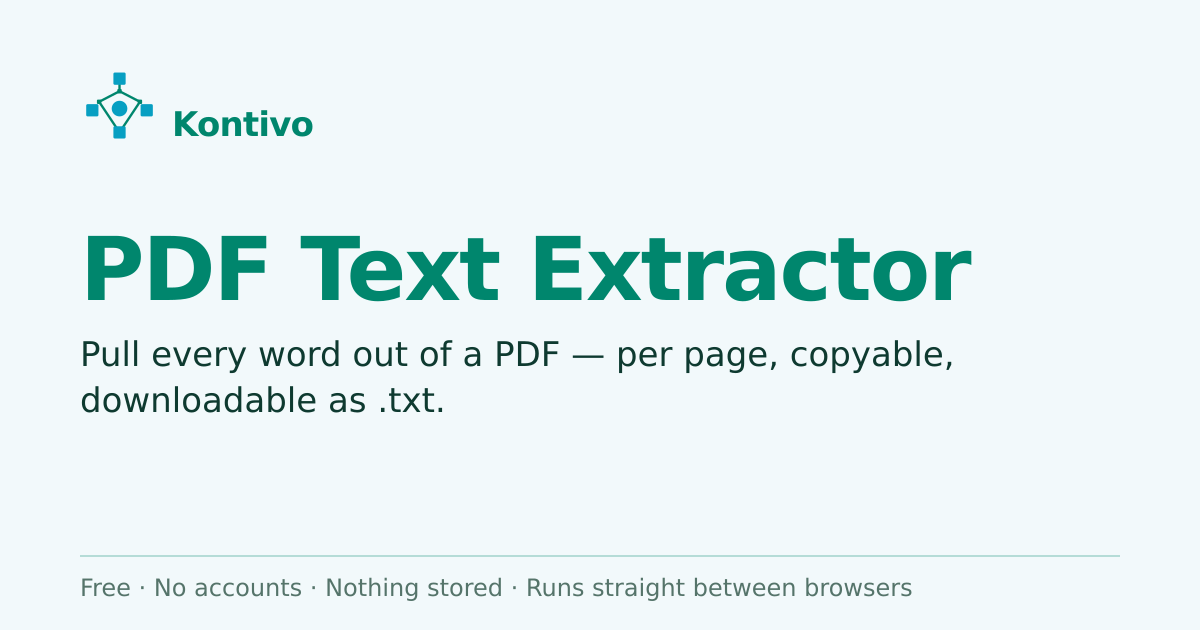 Kontivo
PDF Text Extractor
Pull every word out of a PDF — per page, copyable,
downloadable as .txt.
Free · No accounts · Nothing stored · Runs straight between browsers